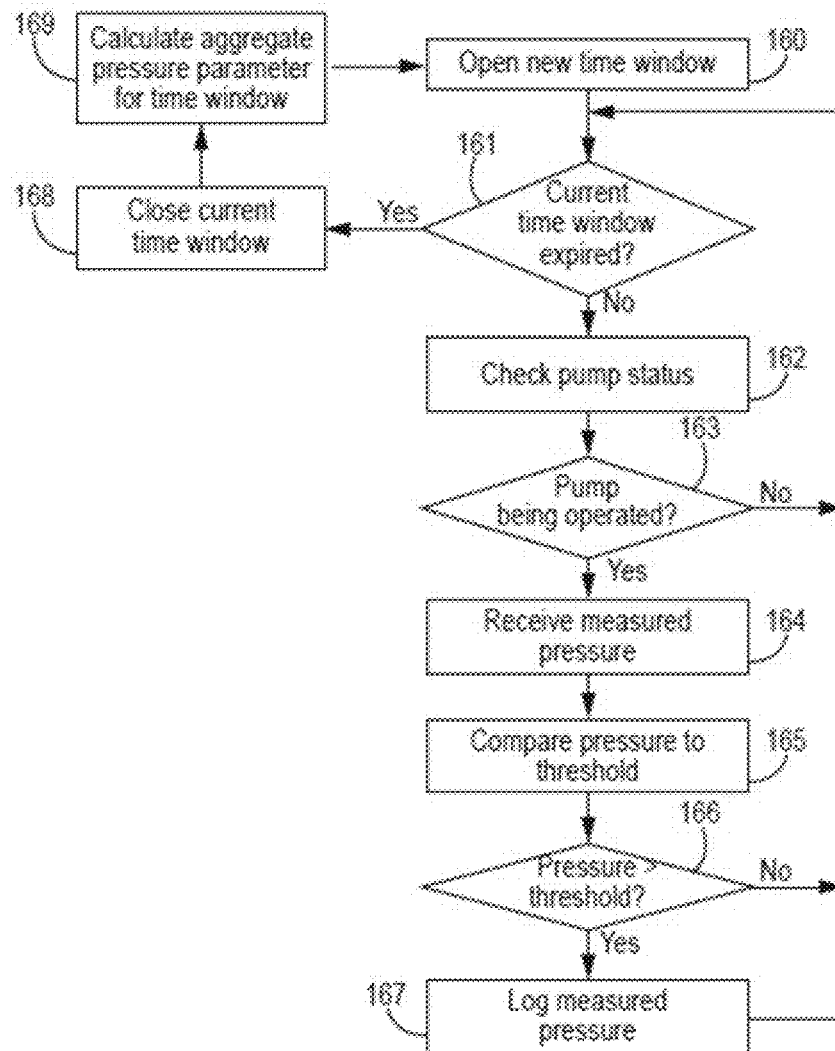 169
Calculate aggregate
pressure parameter
for time window
Open new time window
160
161
168
Close current
time window
Yes
Current
time window
expired?
No
Check pump status
162
163
Pump
being operated?
No
Yes
Receive measured
pressure
164
Compare pressure to
threshold
165
166
Pressure >
threshold?
No
Yes
167
Log measured
pressure